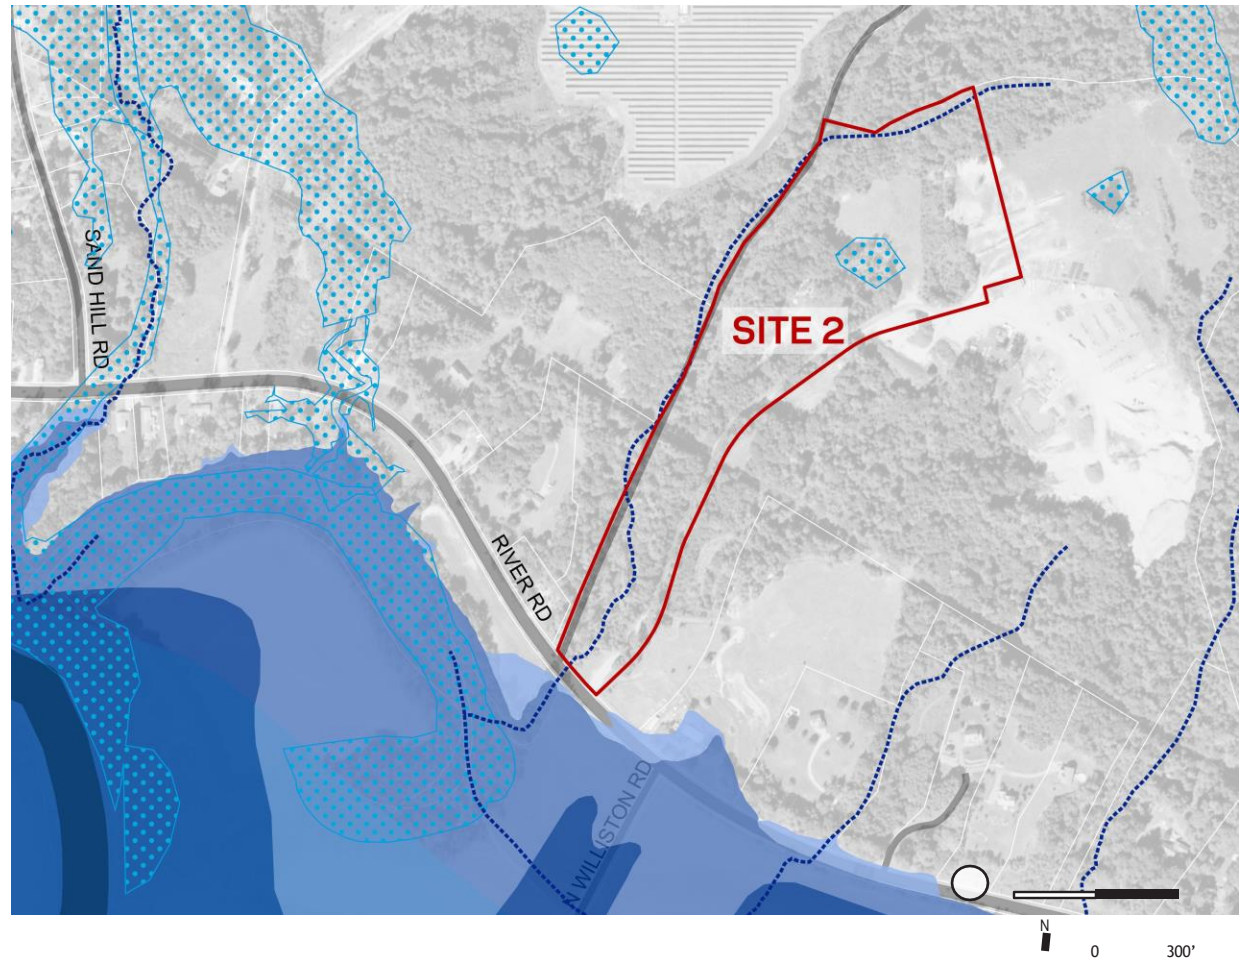 SAND HILL RD
SITE 2
RIVER RD
N WILLISTON RD
N
0 300'